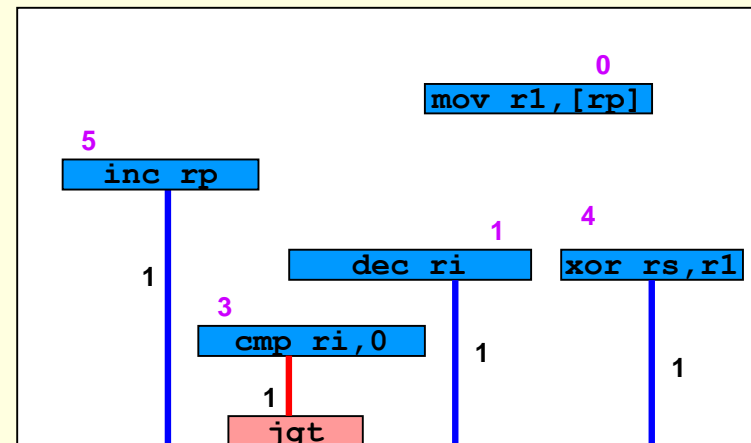 0
mov r1,[rp]
5
inc rp
1
4
dec ri
xor rs,r1
1
3
cmp ri,0
1
1
1
jgt